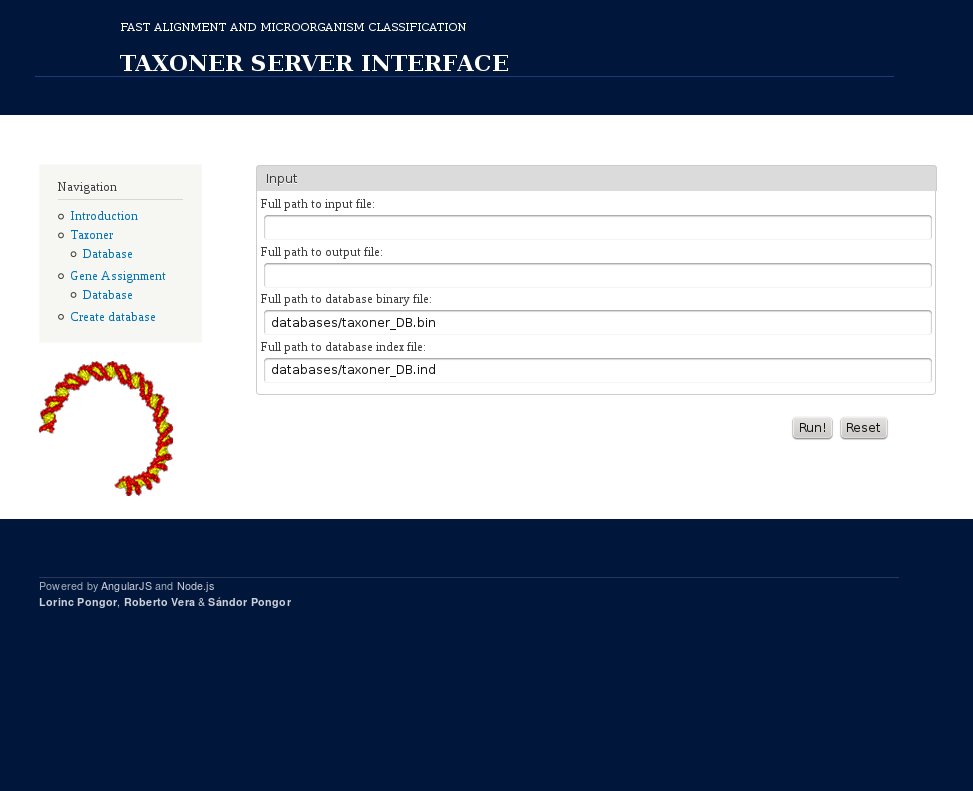 FAST ALIGNMENT AND MICROORGANISM CLASSIFICATION
TAXONER SERVER INTERFACE
Navigation
Introduction
Taxoner
Database
Gene Assignment
Database
Create database
Input
Full path to input file:
Full path to output file:
Full path to database binary file:
databases/taxoner_DB.bin
Full path to database index file:
databases/taxoner_DB.ind
Run! Reset
Powered by AngularJS and Node.js
Lorinc Pongor, Roberto Vera & Sándor Pongor